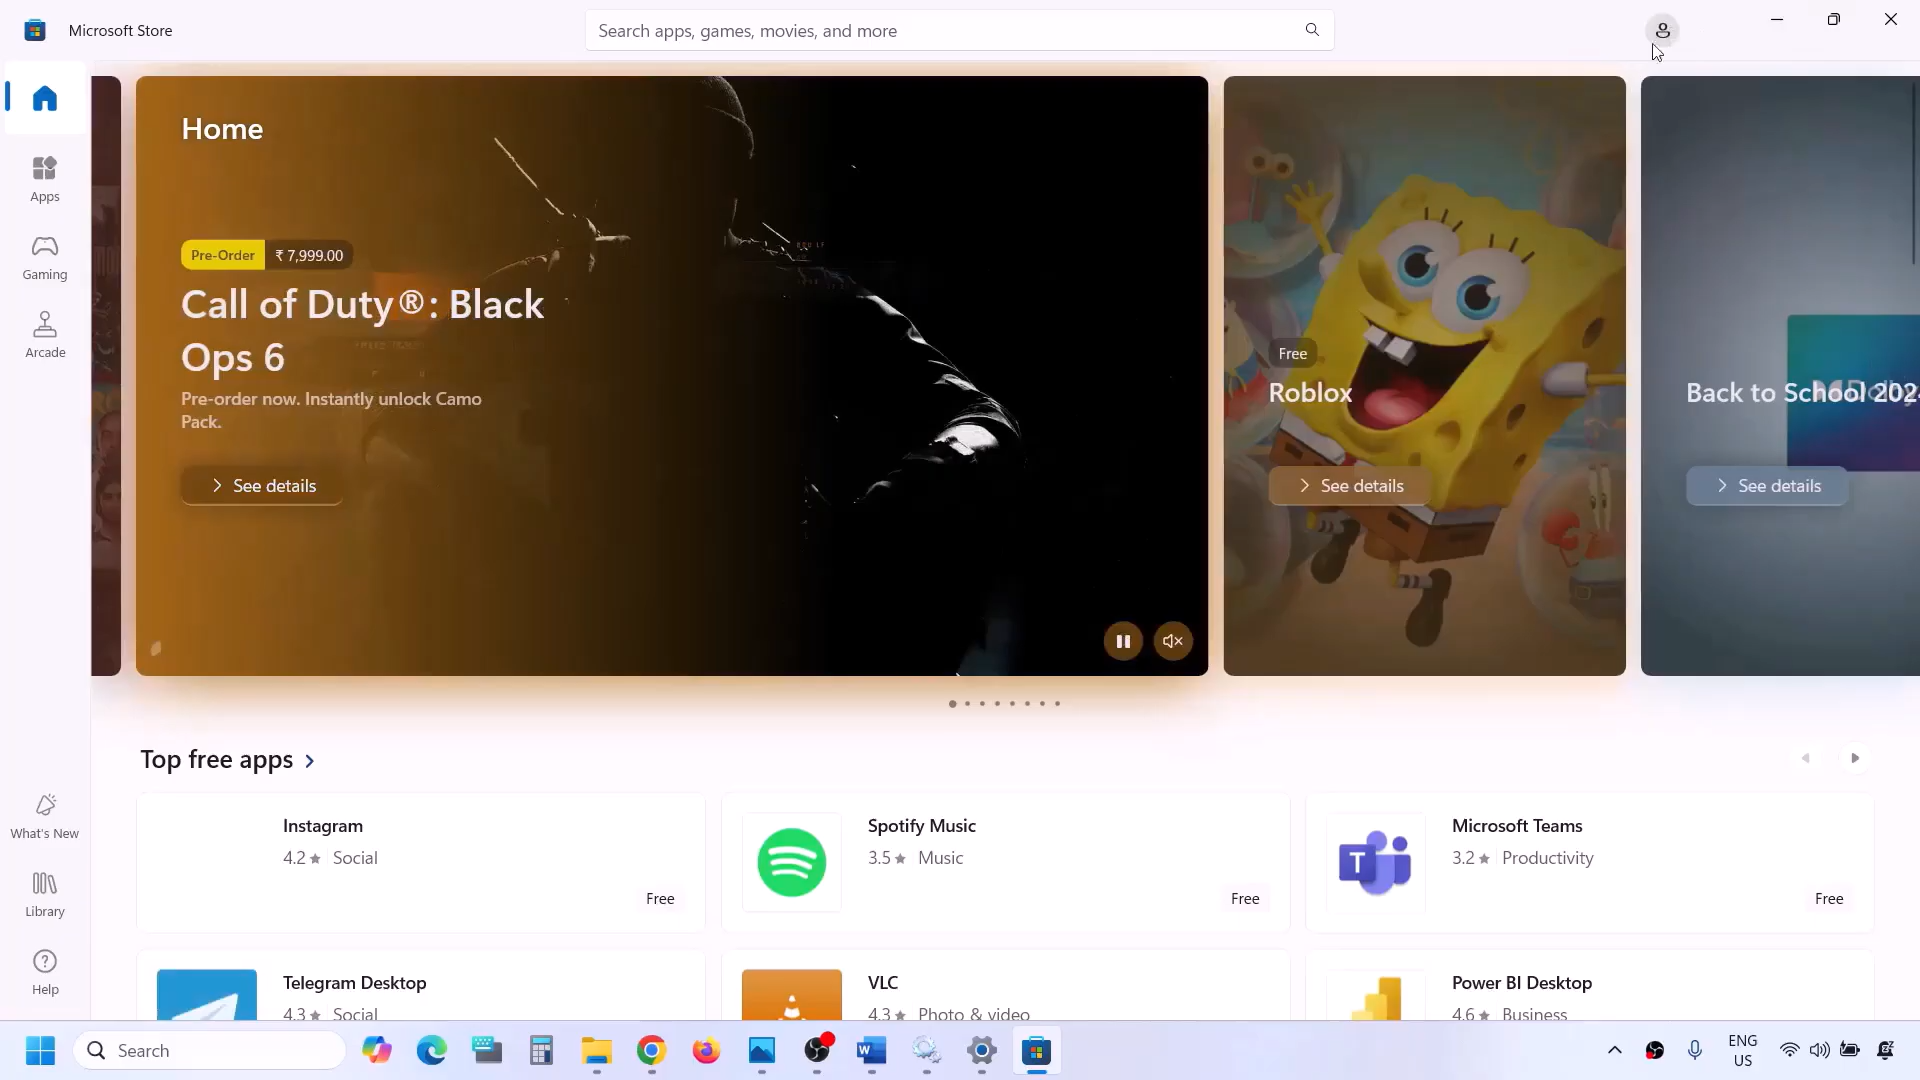 Microsoft Store
Search apps, games, movies, and more
Home
Apps
Gaming
Arcade
What's New
Library
Help
Pre-Order ₹ 7,999.00
Call of Duty®: Black
Ops 6
Pre-order now. Instantly unlock Camo
Pack.
See details
Free
Roblox
See details
Back to School 202
See details
Top free apps
Instagram
4.2 ★ Social
Free
Spotify Music
3.5 ★ Music
Free
Microsoft Teams
3.2 ★ Productivity
Free
Telegram Desktop
4.3 ★ Social
VLC
4.3 ★ Photo & video
Power BI Desktop
4.6 ★ Business
Search
ENG
US